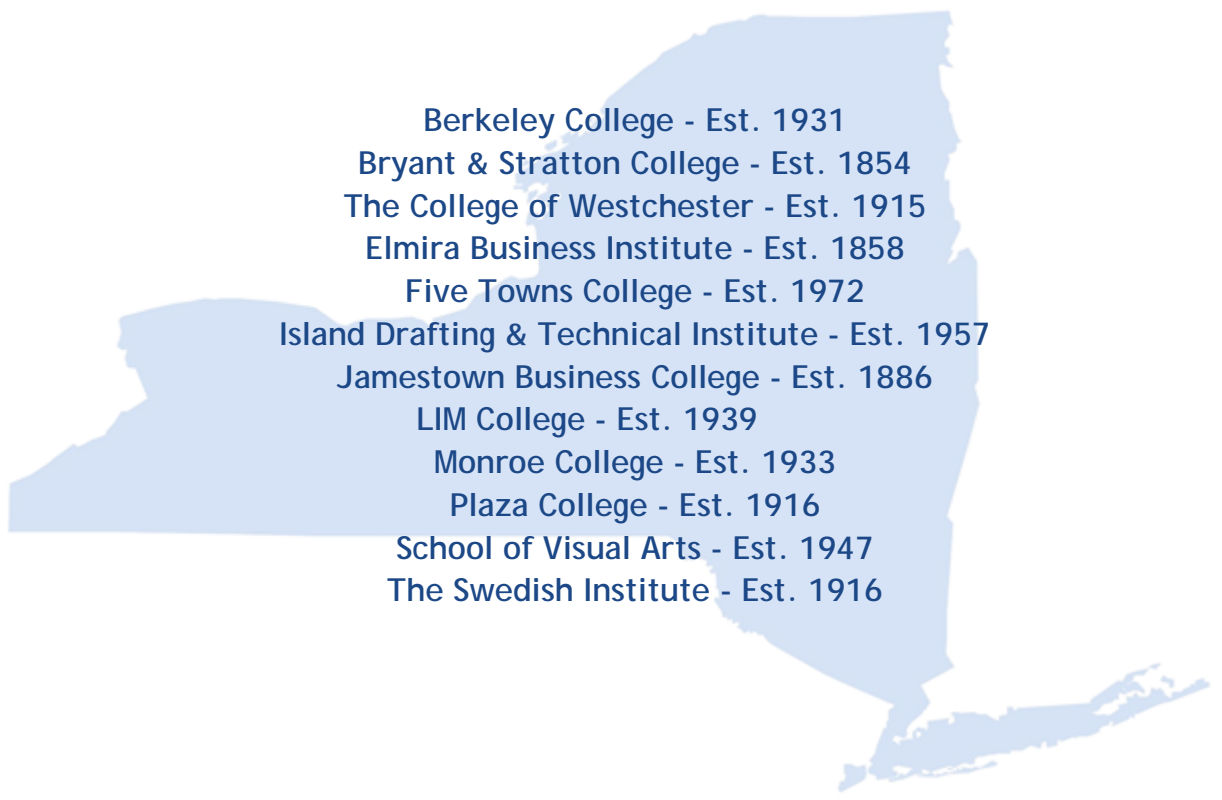 Berkeley College - Est. 1931
Bryant & Stratton College - Est. 1854
The College of Westchester - Est. 1915
Elmira Business Institute - Est. 1858
Five Towns College - Est. 1972
Island Drafting & Technical Institute - Est. 1957
Jamestown Business College - Est. 1886
LIM College - Est. 1939
Monroe College - Est. 1933
Plaza College - Est. 1916
School of Visual Arts - Est. 1947
The Swedish Institute - Est. 1916